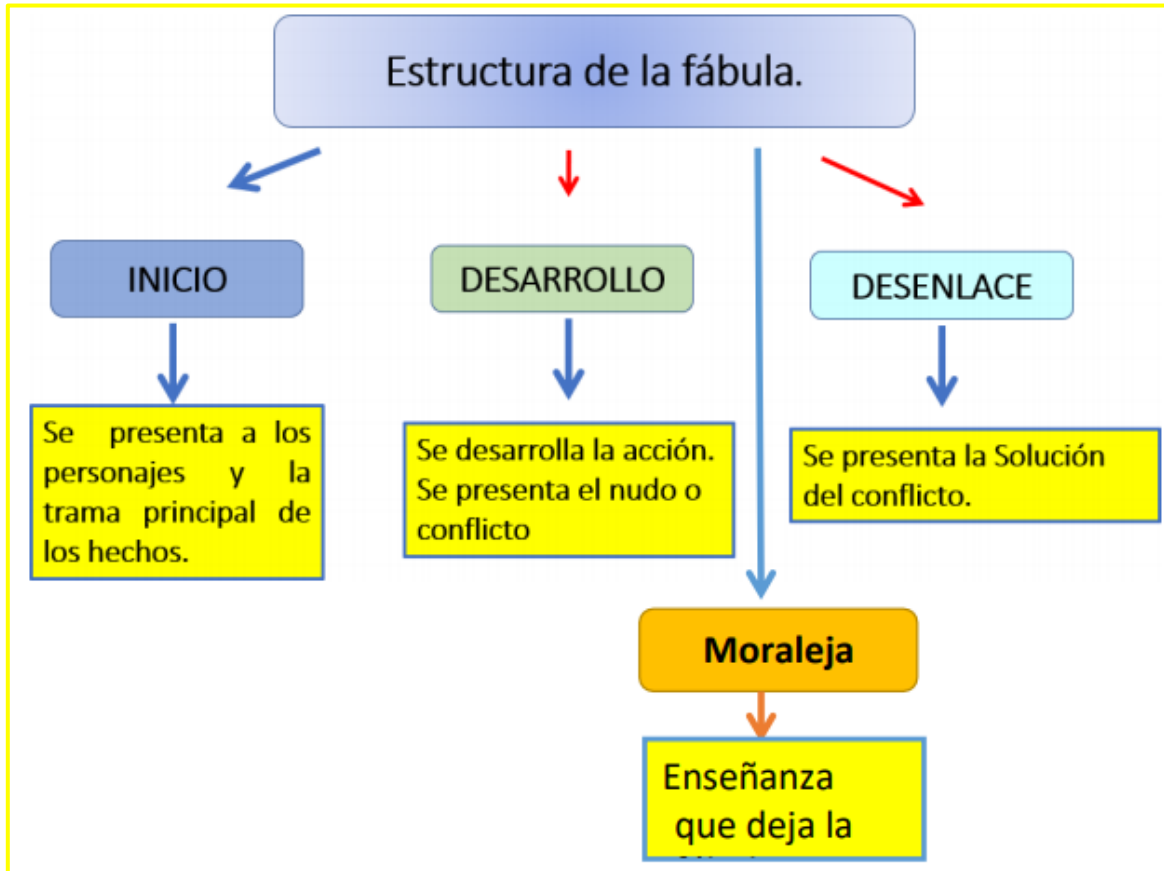 Estructura de la fábula.
INICIO
DESARROLLO
DESENLACE
Se presenta a los
personajes y la
trama principal de
los hechos.
Se desarrolla la acción.
Se presenta el nudo o
conflicto
Se presenta la Solución
del conflicto.
Moraleja
Enseñanza
que deja la